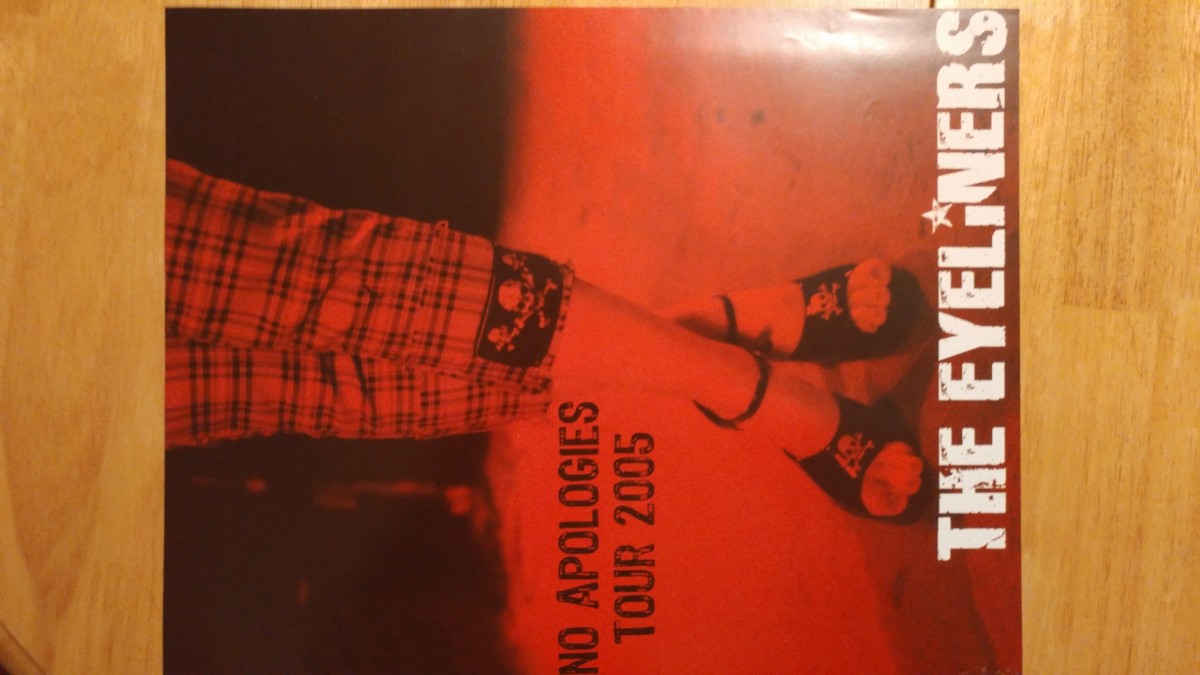 THE EYELiNERS
NO APOLOGIES
TOUR 2005